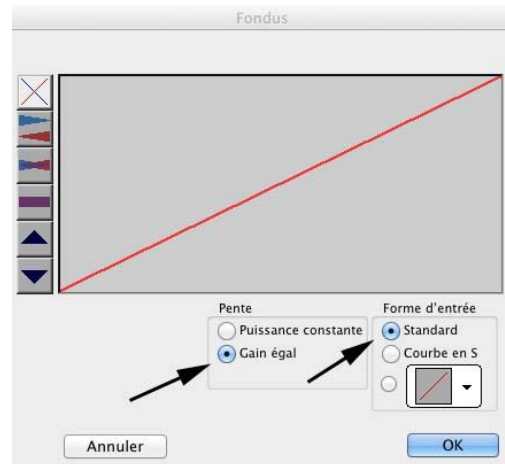 Fondus
Pente
Forme d'entrée
Puissance constante
Standard
Gain égal
Courbe en S
Annuler
OK